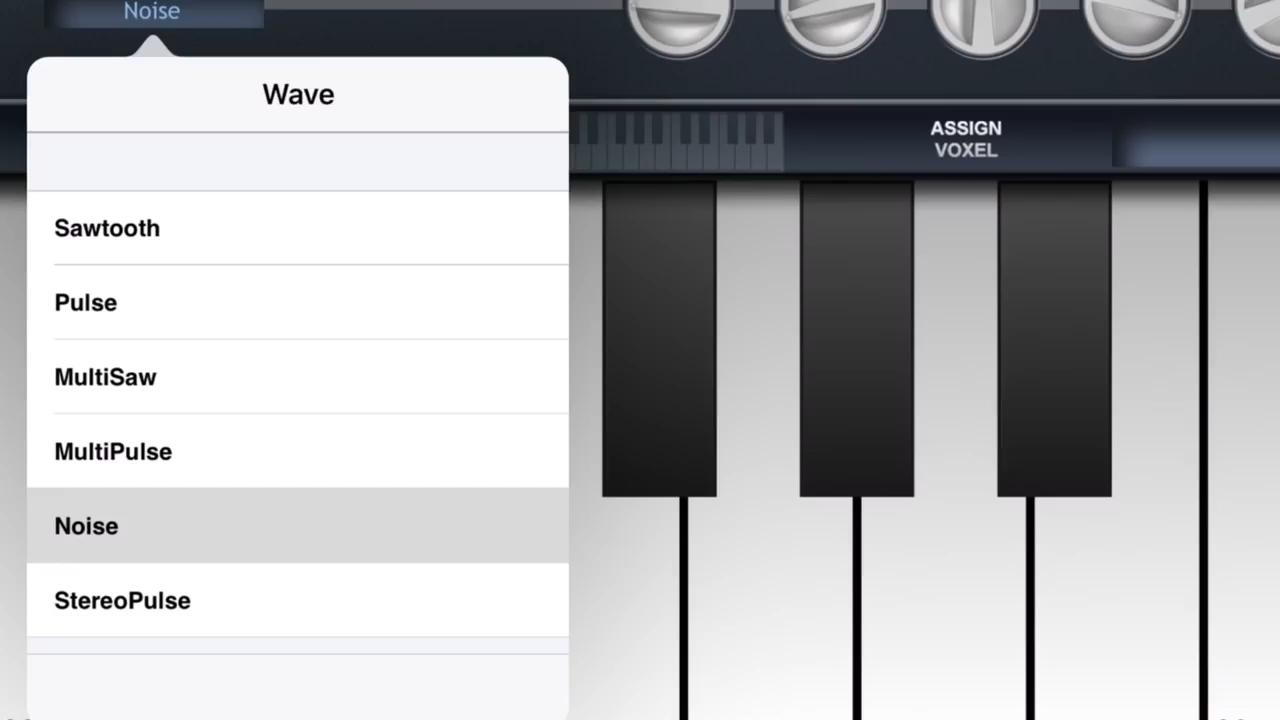 Noise
Wave
ASSIGN
VOXEL
Sawtooth
Pulse
MultiSaw
MultiPulse
Noise
StereoPulse